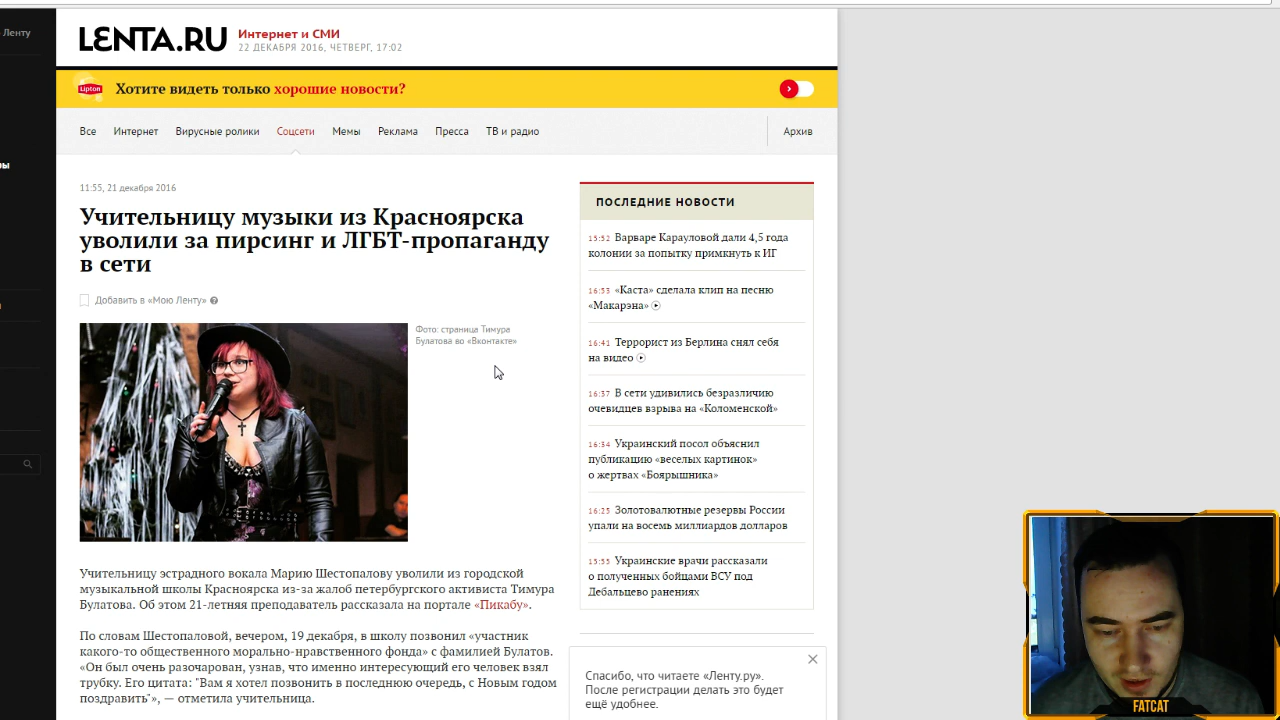 Ленту
LENTA.RU
Интернет и СМИ
22 ДЕКАБРЯ 2016, ЧЕТВЕРГ, 17:02
Lipton
Хотите видеть только хорошие новости?
Все Интернет Вирусные ролики Соцсети Мемы Реклама Пресса ТВ и радио Архив
ры
11:55, 21 декабря 2016
Учительницу музыки из Красноярска
уволили за пирсинг и ЛГБТ-пропаганду
в сети
Добавить в «Мою Ленту»
Фото: страница Тимура
Булатова во «Вконтакте»
Учительницу эстрадного вокала Марию Шестопалову уволили из городской
музыкальной школы Красноярска из-за жалоб петербургского активиста Тимура
Булатова. Об этом 21-летняя преподаватель рассказала на портале «Пикабу».
По словам Шестопаловой, вечером, 19 декабря, в школу позвонил «участник
какого-то общественного морально-нравственного фонда» с фамилией Булатов.
«Он был очень разочарован, узнав, что именно интересующий его человек взял
трубку. Его цитата: "Вам я хотел позвонить в последнюю очередь, с Новым годом
поздравить"», — отметила учительница.
ПОСЛЕДНИЕ НОВОСТИ
15:52 Варваре Карауловой дали 4,5 года
колонии за попытку примкнуть к ИГ
16:53 «Каста» сделала клип на песню
«Макарэна»
16:41 Террорист из Берлина снял себя
на видео
16:37 В сети удивились безразличию
очевидцев взрыва на «Коломенской»
16:34 Украинский посол объяснил
публикацию «веселых картинок»
о жертвах «Боярышника»
16:25 Золотовалютные резервы России
упали на восемь миллиардов долларов
15:55 Украинские врачи рассказали
о полученных бойцами ВСУ под
Дебальцево ранениях
Спасибо, что читаете «Ленту.ру».
После регистрации делать это будет
ещё удобнее.
FATCAT